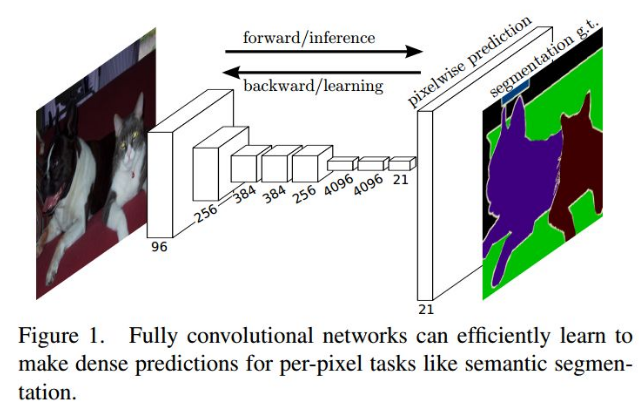 forward/inference
backward/learning
pixelwise prediction
segmentation g.t.
96
256
384
384
256
4096
4096
21
21
Figure 1. Fully convolutional networks can efficiently learn to
make dense predictions for per-pixel tasks like semantic segmen-
tation.